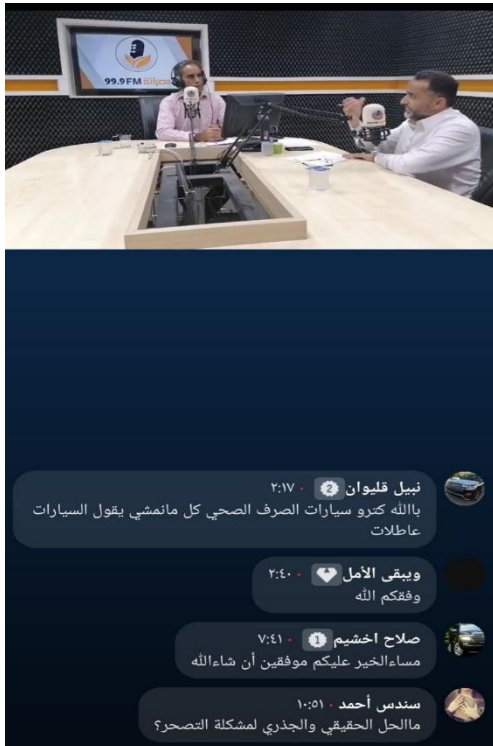 99.9FM مصراتة
نبيل قليوان 2 · ٢:١٧
باالله كترو سيارات الصرف الصحي كل مانمشي يقول السيارات
عاطلات
ويبقى الأمل · ٢:٤٠
وفقكم الله
صلاح اخشيم 1 · ٧:٤١
مساءالخير عليكم موفقين أن شاءالله
سندس أحمد · ١٠:٥١
ماالحل الحقيقي والجذري لمشكلة التصحر؟